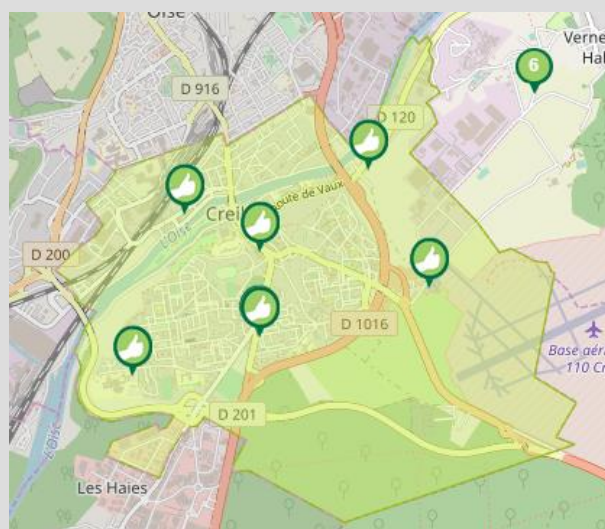 Oise
Verne
Hal
6
D 916
D 120
Route de Vaux
Creil
L'Oise
D 200
D 1016
Base aéri
110 Cr
D 201
L'Oise
Les Haies